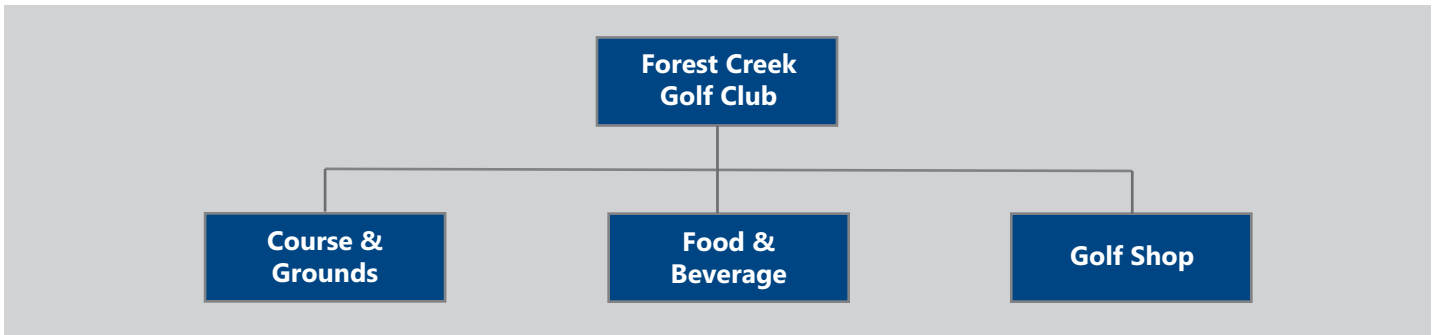 Forest Creek
Golf Club
Course &
Grounds
Food &
Beverage
Golf Shop